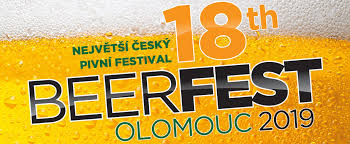 18th
NEJVĚTŠÍ ČESKÝ
PIVNÍ FESTIVAL
BEERFEST
OLOMOUC 2019